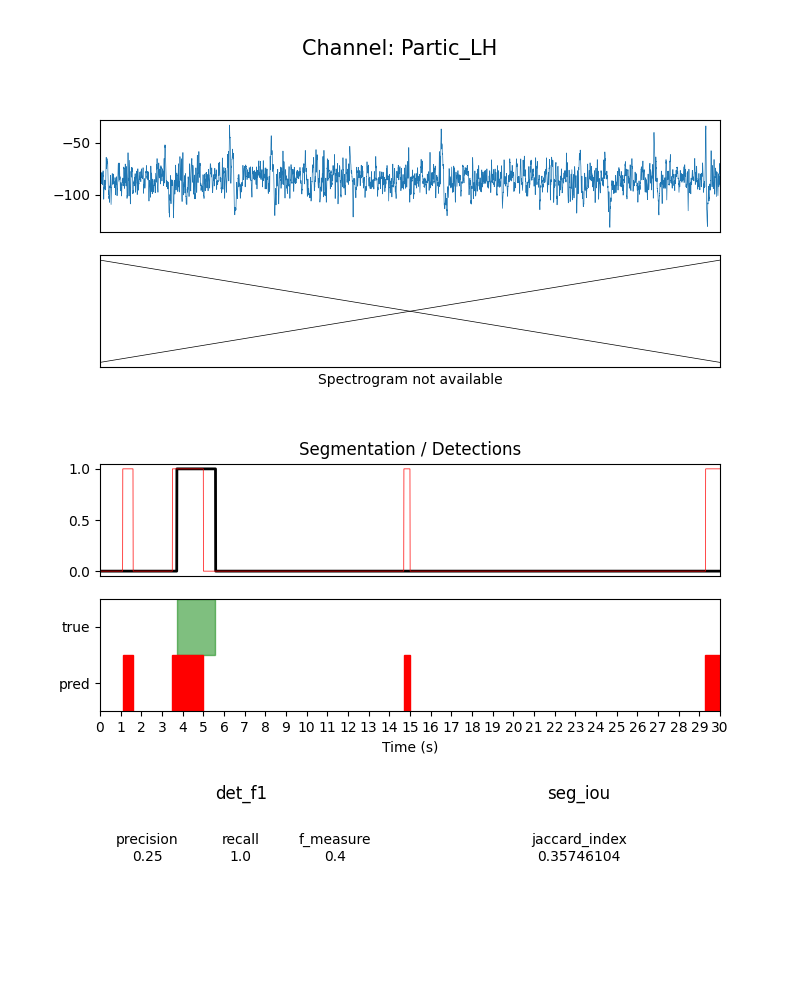 Channel: Partic_LH
−50
−100
Spectrogram not available
Segmentation / Detections
1.0
0.5
0.0
true
pred
0 1 2 3 4 5 6 7 8 9 10 11 12 13 14 15 16 17 18 19 20 21 22 23 24 25 26 27 28 29 30
Time (s)
det_f1 seg_iou
precision recall f_measure jaccard_index
0.25 1.0 0.4 0.35746104